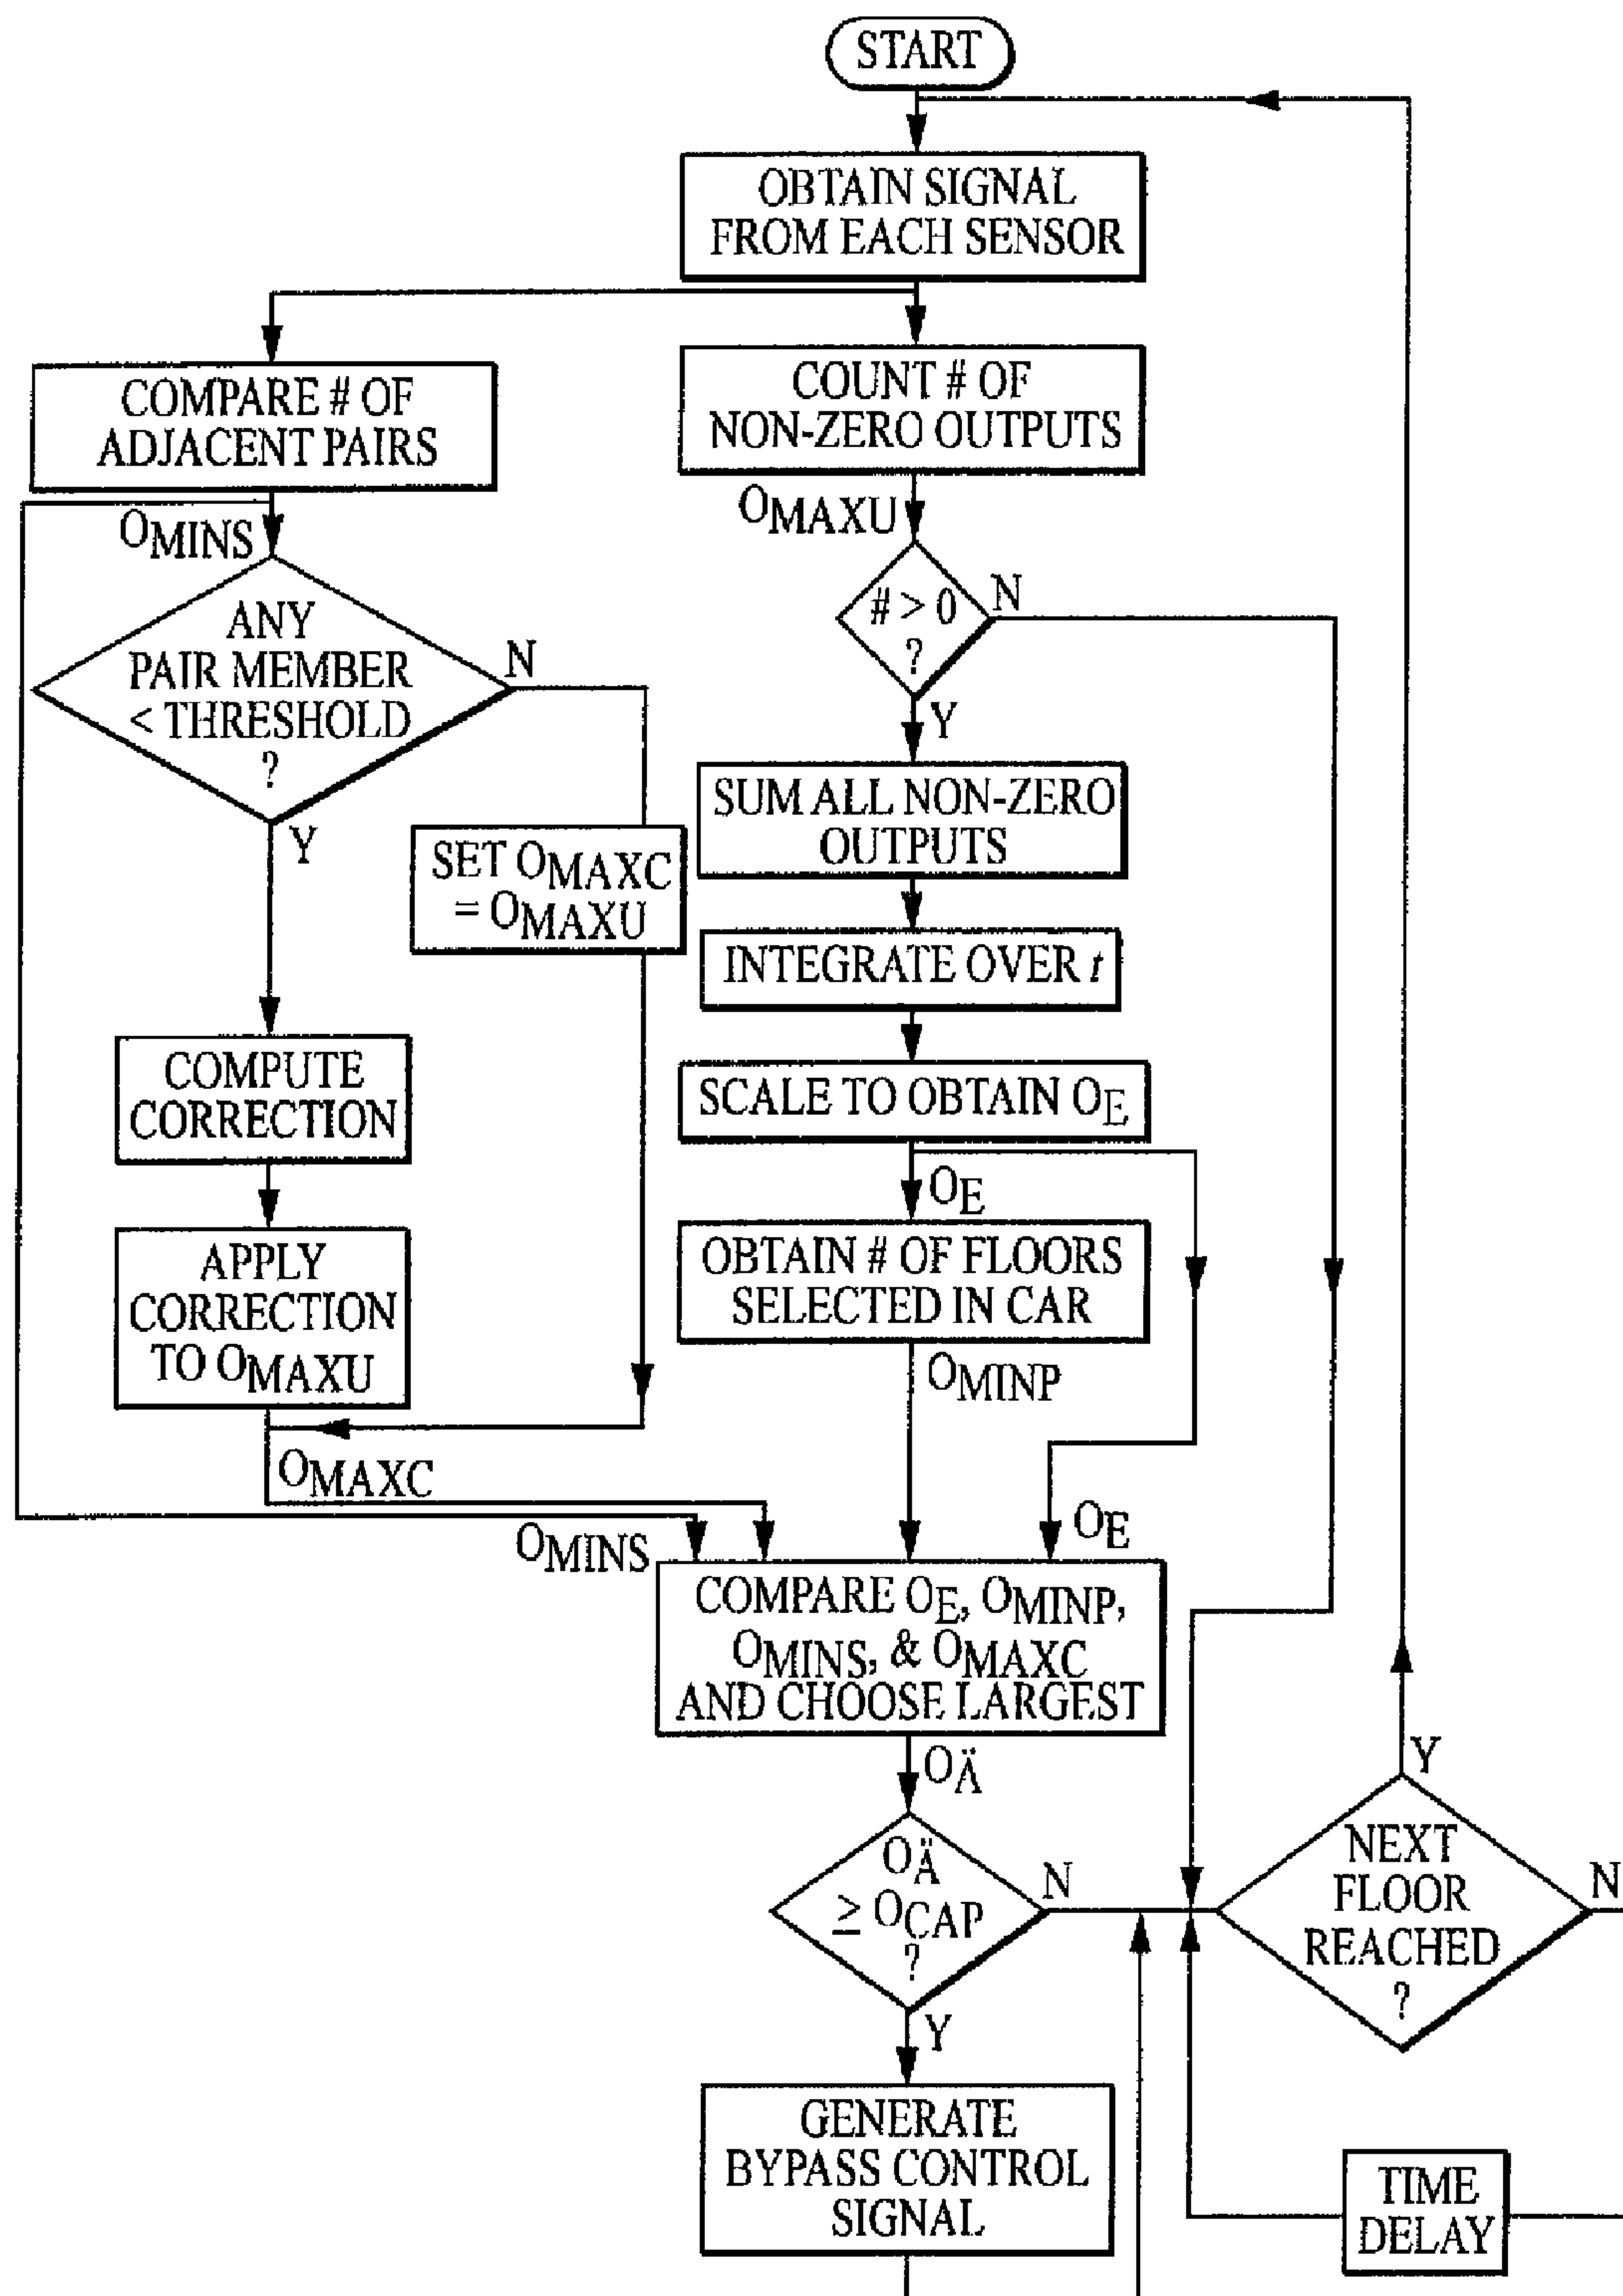 START
OBTAIN SIGNAL
FROM EACH SENSOR
COMPARE # OF
ADJACENT PAIRS
COUNT # OF
NON-ZERO OUTPUTS
OMINS
OMAXU
ANY
PAIR MEMBER
< THRESHOLD
?
N
Y
# > 0
?
N
Y
SET OMAXC
= OMAXU
SUM ALL NON-ZERO
OUTPUTS
INTEGRATE OVER t
COMPUTE
CORRECTION
SCALE TO OBTAIN OE
OE
APPLY
CORRECTION
TO OMAXU
OBTAIN # OF FLOORS
SELECTED IN CAR
OMINP
OMAXC
OMINS
OE
COMPARE OE, OMINP,
OMINS, & OMAXC
AND CHOOSE LARGEST
OÄ
OÄ
≥ OCAP
?
N
Y
NEXT
FLOOR
REACHED
?
Y
N
GENERATE
BYPASS CONTROL
SIGNAL
TIME
DELAY